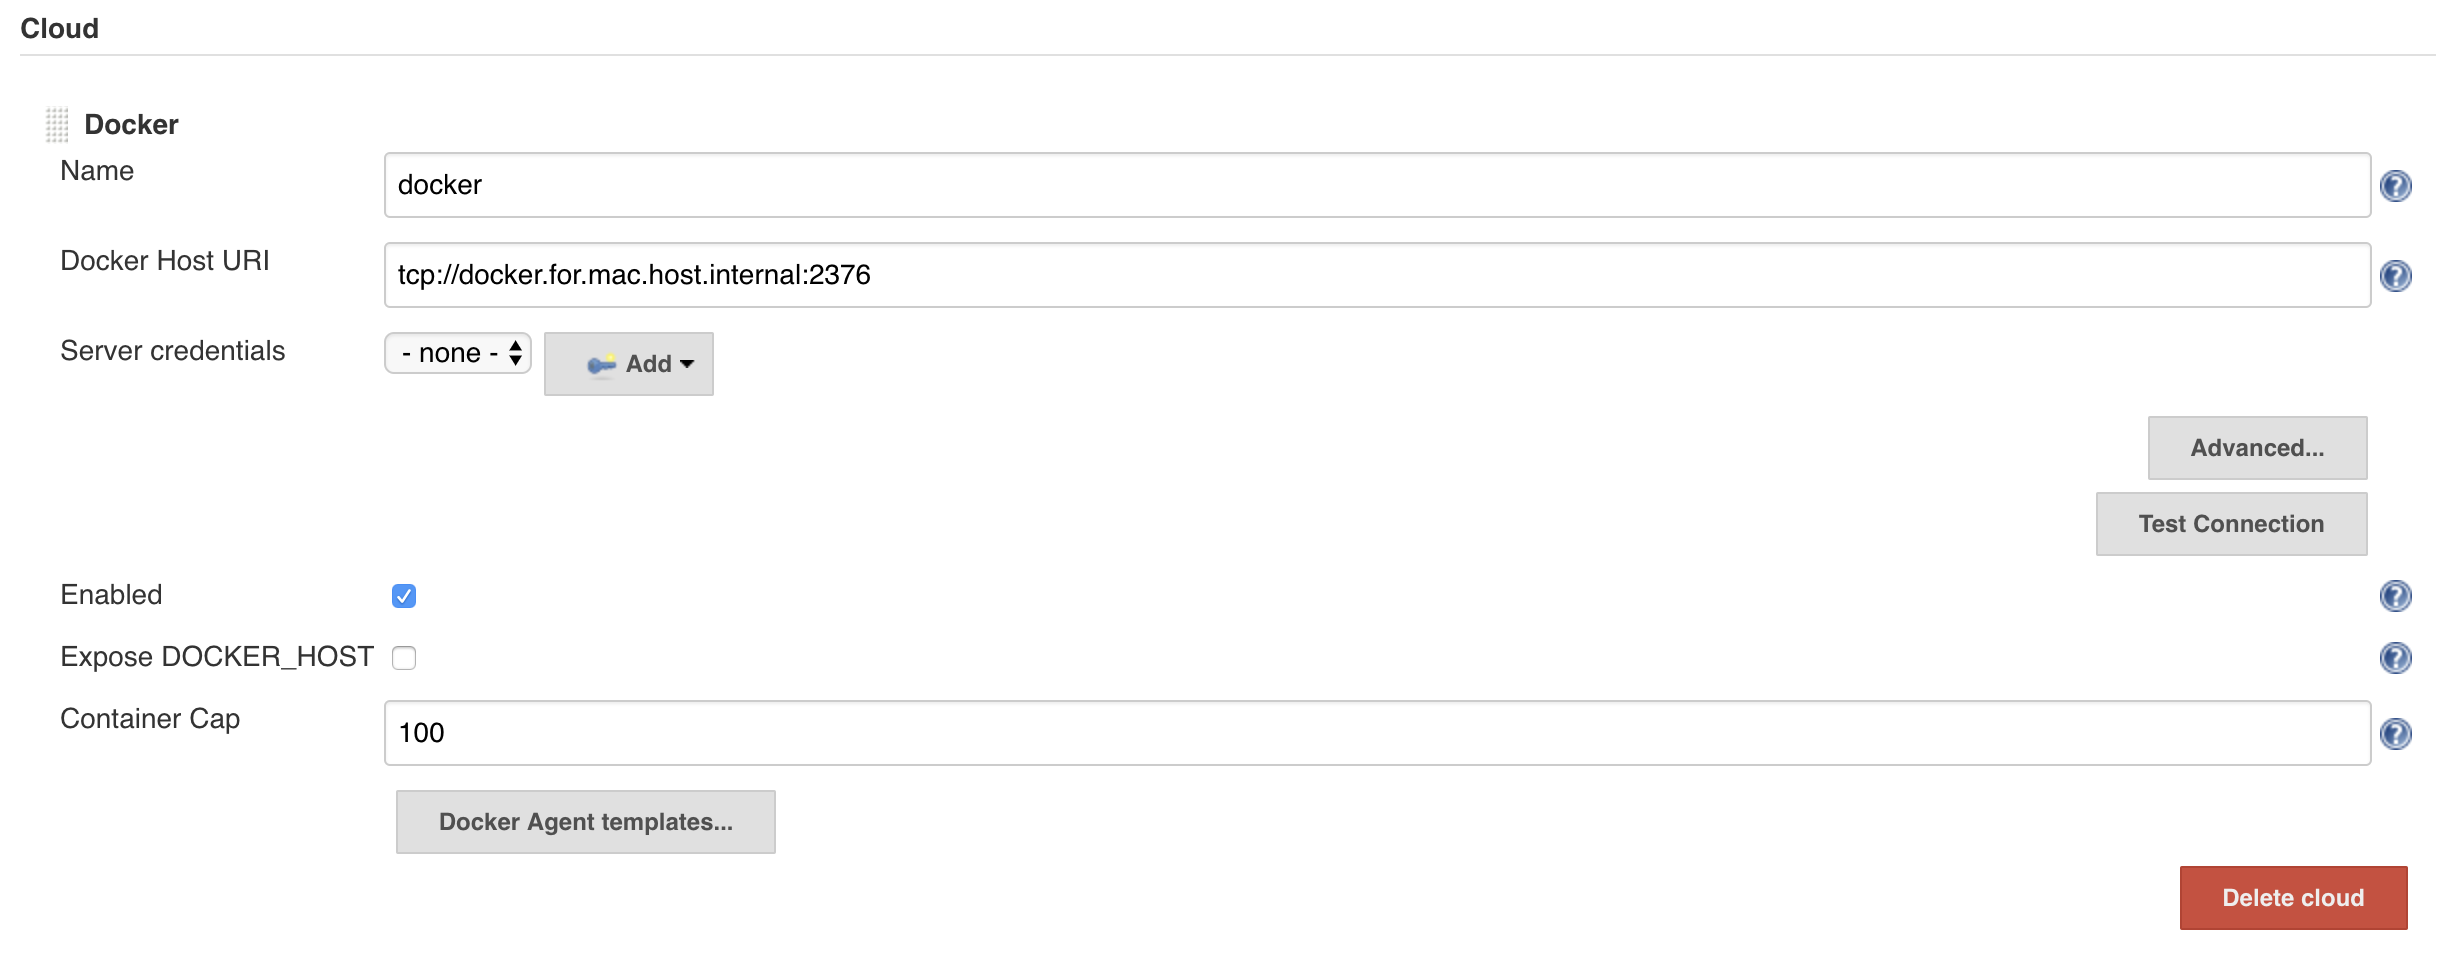 Cloud
Docker
Name
docker
Docker Host URI
tcp://docker.for.mac.host.internal:2376
Server credentials
- none -
Add
Advanced...
Test Connection
Enabled
Expose DOCKER_HOST
Container Cap
100
Docker Agent templates...
Delete cloud